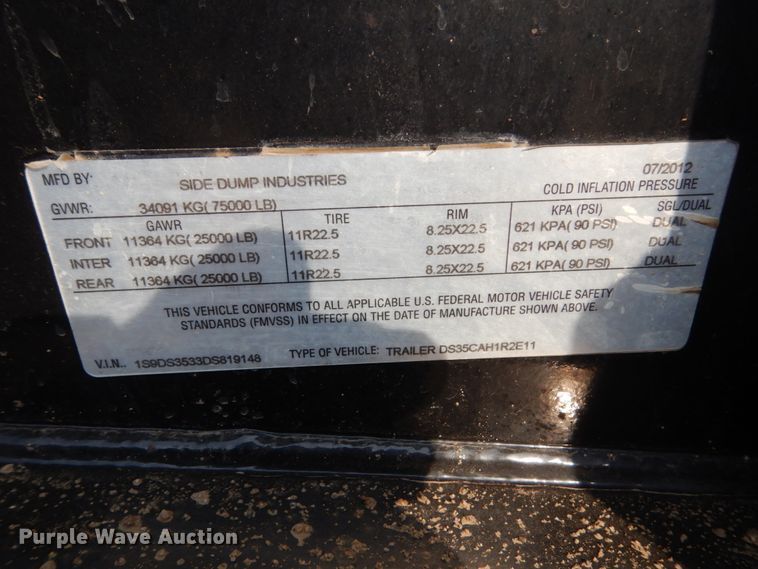 MFD BY: SIDE DUMP INDUSTRIES 07/2012
GVWR: 34091 KG( 75000 LB) COLD INFLATION PRESSURE
GAWR TIRE RIM KPA (PSI) SGL/DUAL
FRONT 11364 KG( 25000 LB) 11R22.5 8.25X22.5 621 KPA( 90 PSI) DUAL
INTER 11364 KG( 25000 LB) 11R22.5 8.25X22.5 621 KPA( 90 PSI) DUAL
REAR 11364 KG( 25000 LB) 11R22.5 8.25X22.5 621 KPA( 90 PSI) DUAL
THIS VEHICLE CONFORMS TO ALL APPLICABLE U.S. FEDERAL MOTOR VEHICLE SAFETY
STANDARDS (FMVSS) IN EFFECT ON THE DATE OF MANUFACTURE SHOWN ABOVE.
V.I.N. 1S9DS3533DS819148 TYPE OF VEHICLE: TRAILER DS35CAH1R2E11
Purple Wave Auction